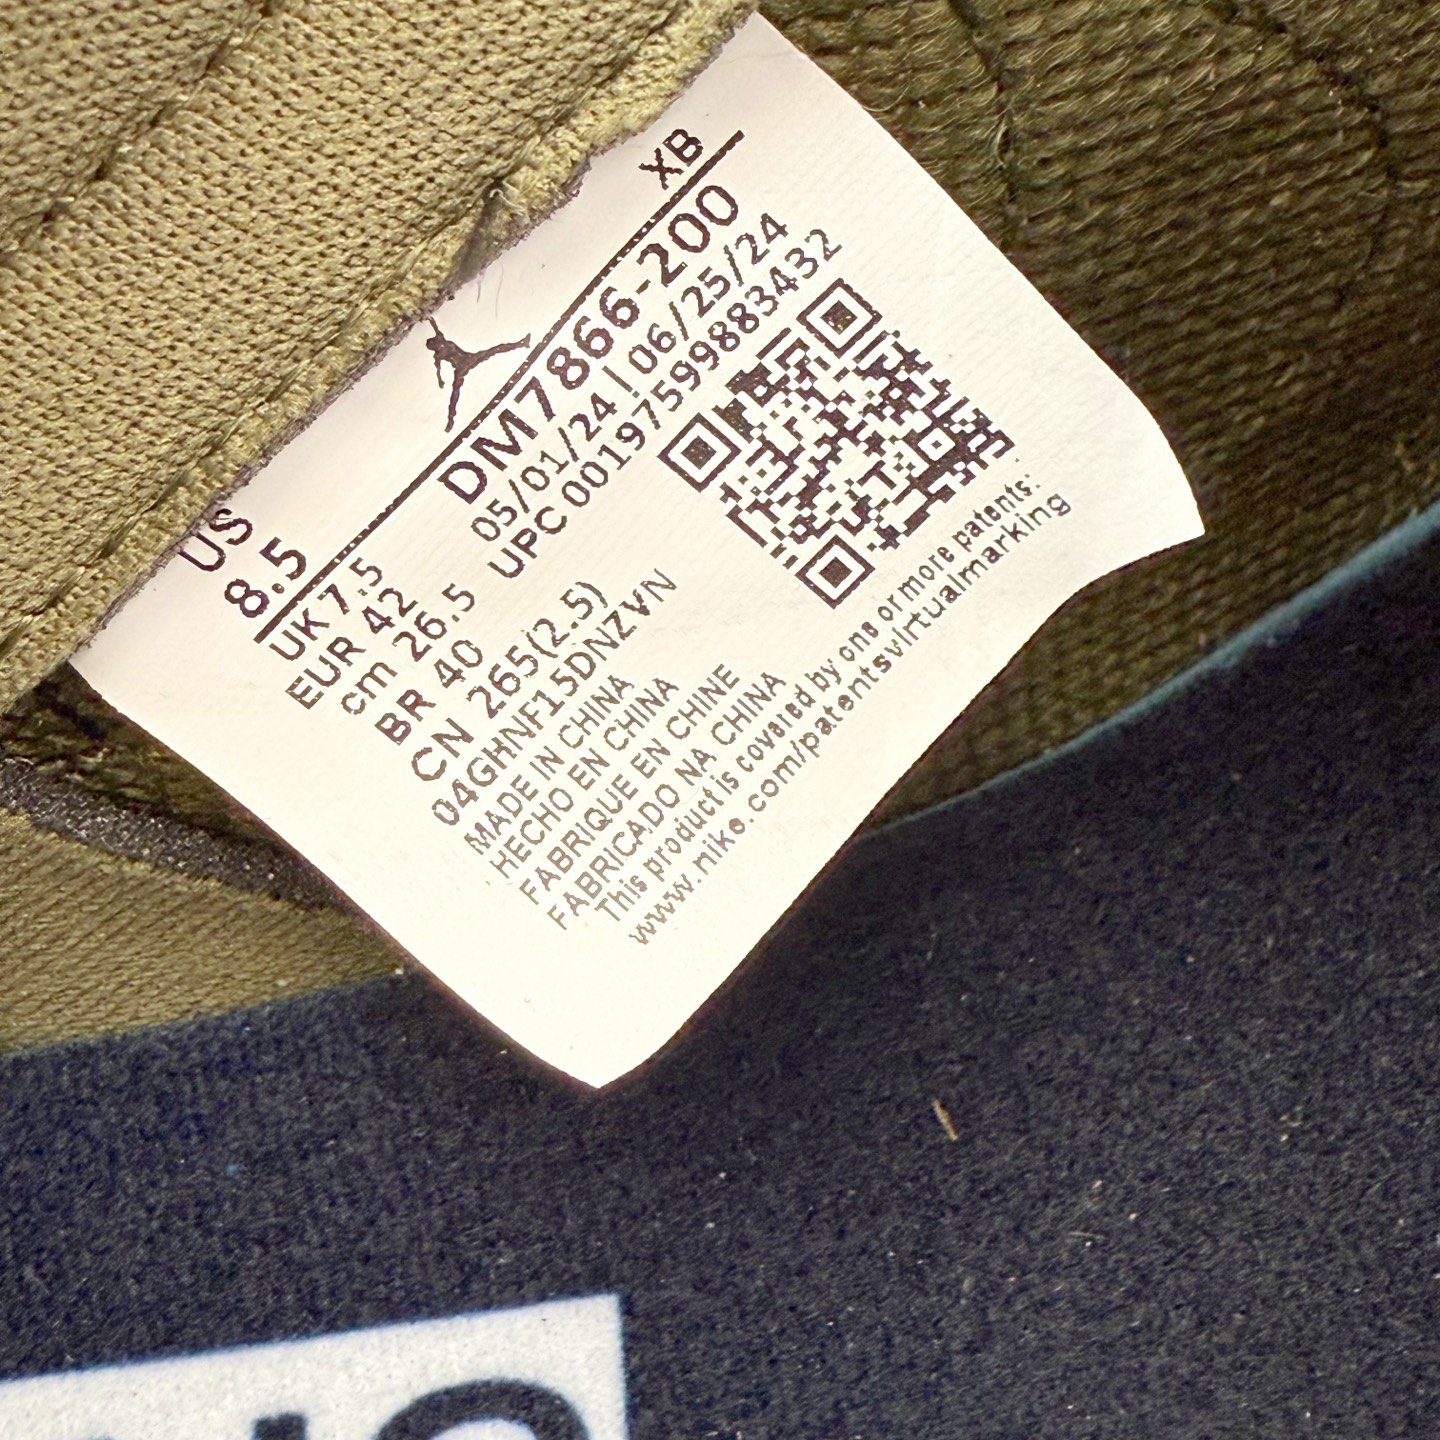 XB
US
8.5
DM7866-200
UK7.5
05/01/24 | 06/25/24
EUR 42
UPC 00197599883432
cm 26.5
BR 40
CN 265(2.5)
04GHNF15DNZVN
MADE IN CHINA
HECHO EN CHINA
FABRIQUE EN CHINE
FABRICADO NA CHINA
This product is covered by one or more patents:
www.nike.com/patentsvirtualmarking